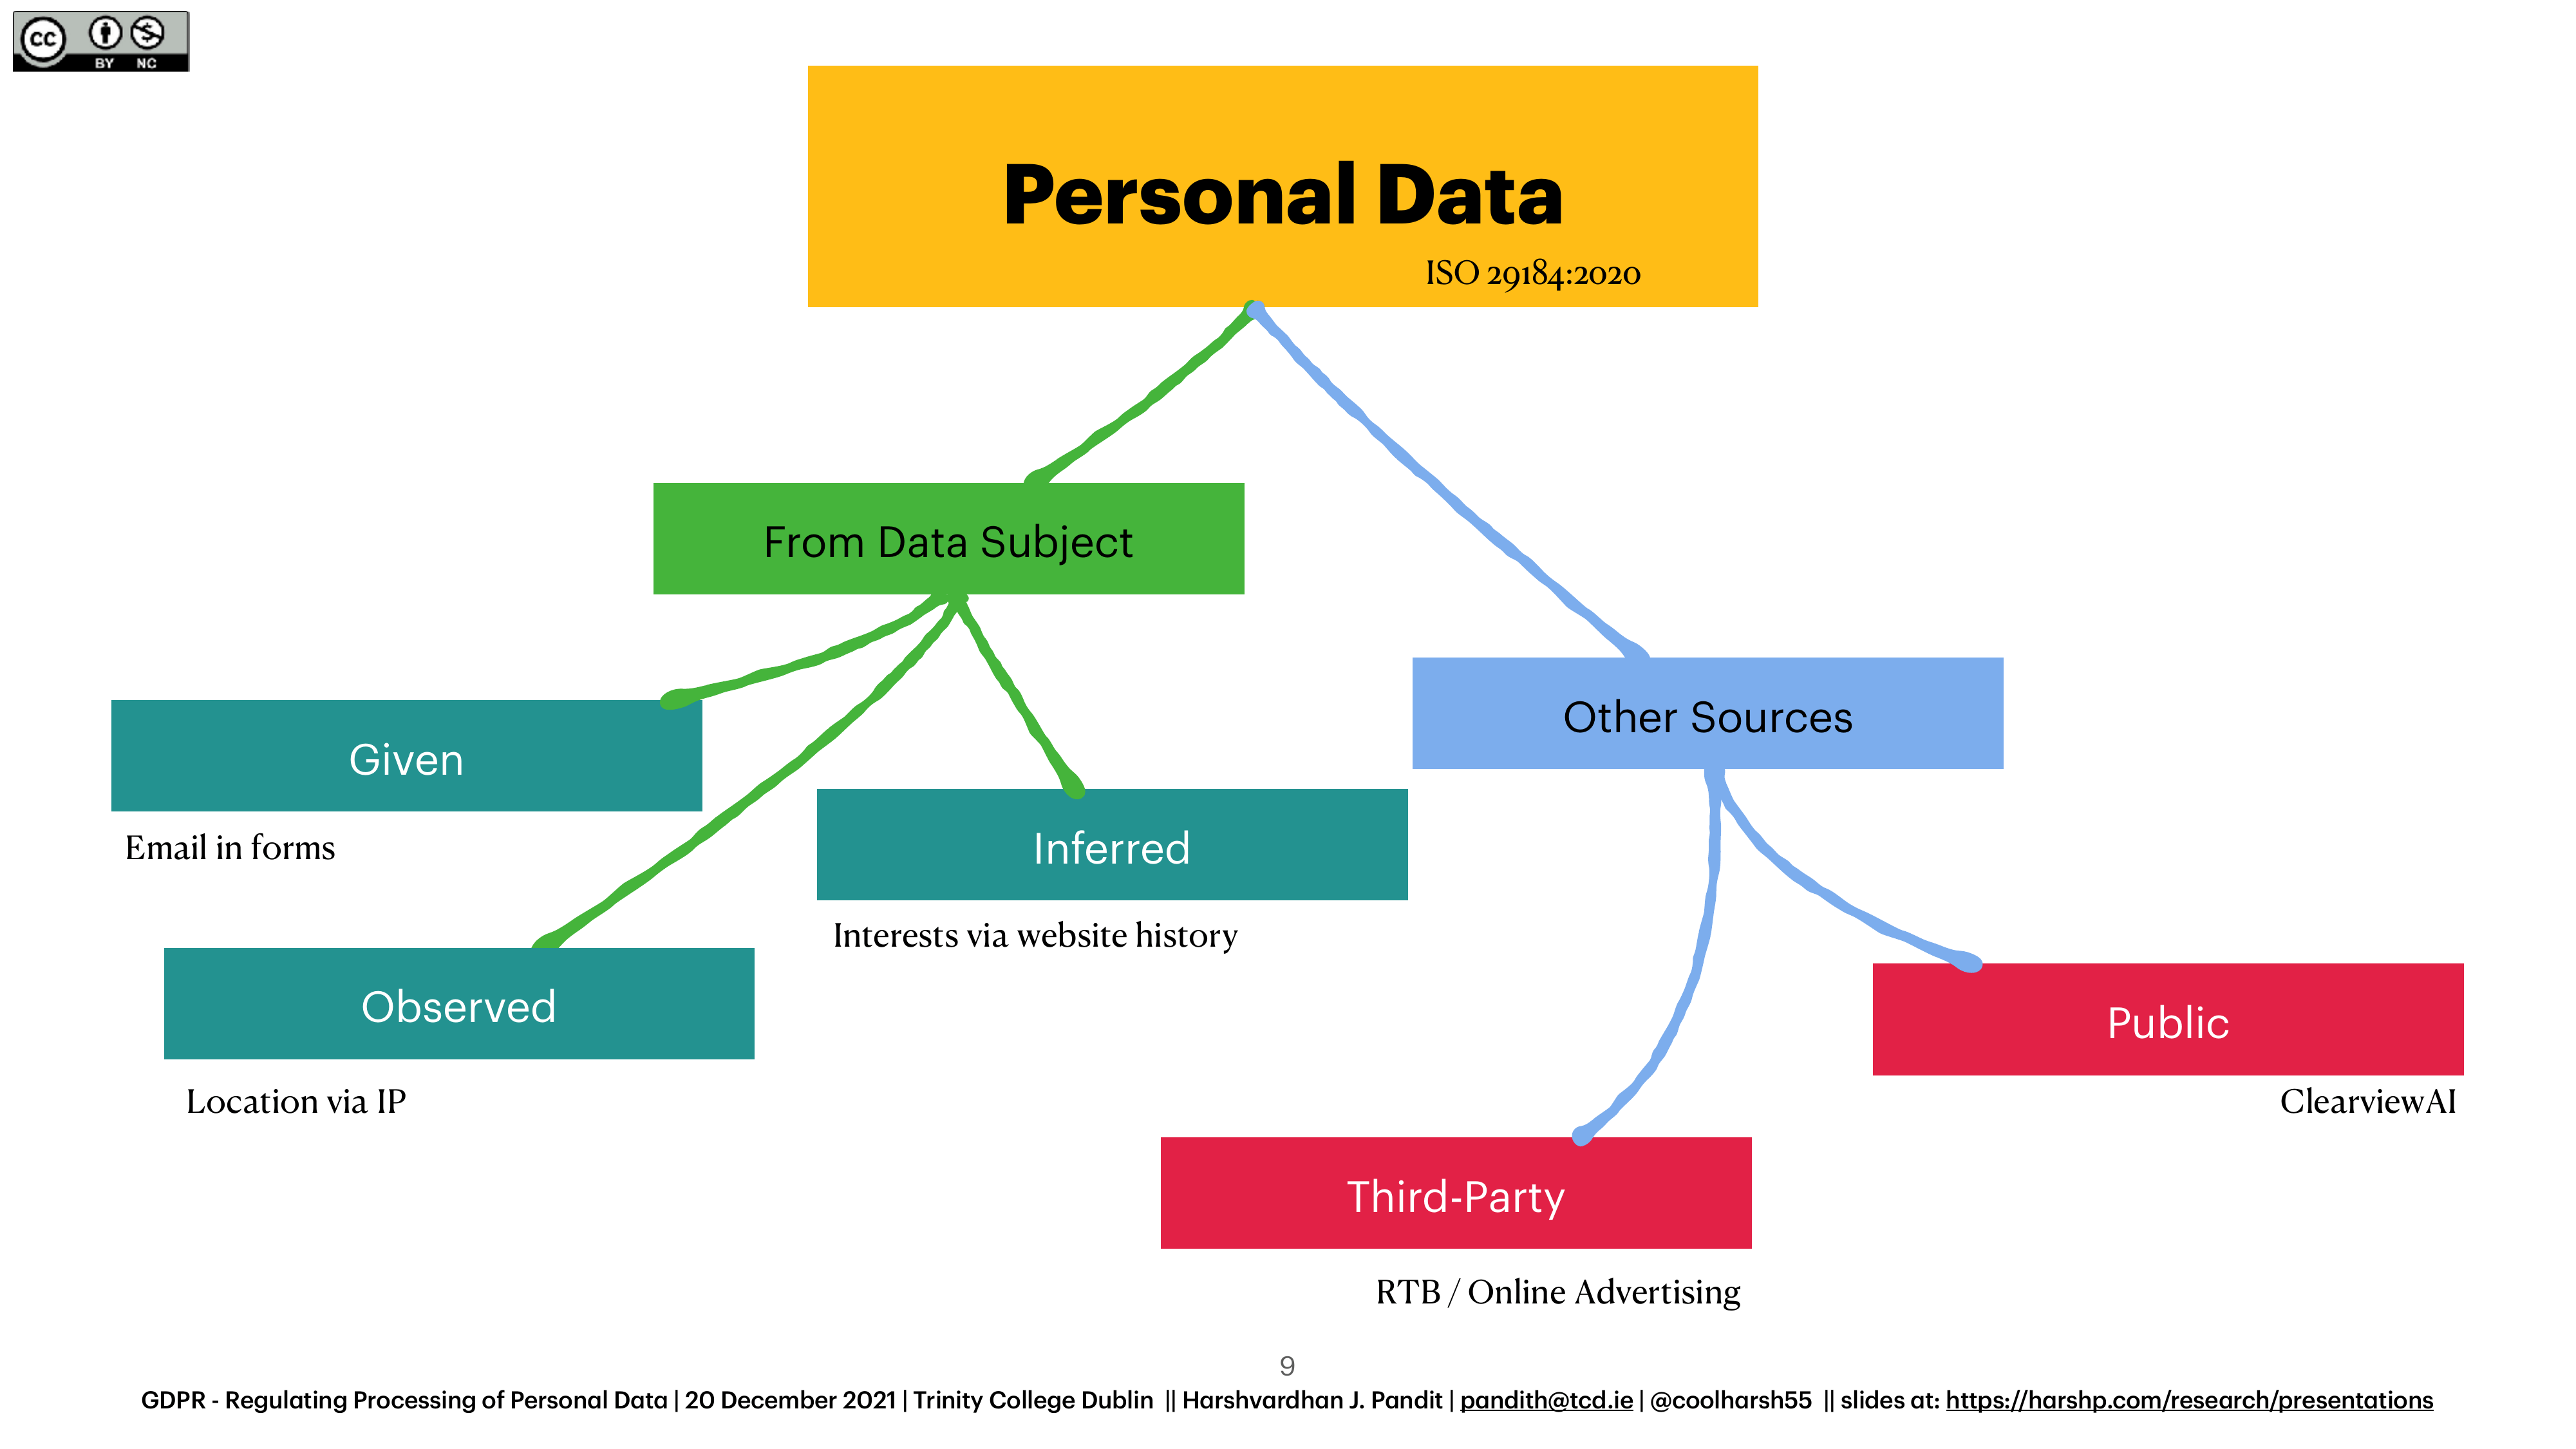 cc BY NC
Personal Data
ISO 29184:2020
From Data Subject
Other Sources
Given
Email in forms
Inferred
Interests via website history
Observed
Location via IP
Public
ClearviewAI
Third-Party
RTB / Online Advertising
9
GDPR - Regulating Processing of Personal Data | 20 December 2021 | Trinity College Dublin || Harshvardhan J. Pandit | pandith@tcd.ie | @coolharsh55 || slides at: https://harshp.com/research/presentations